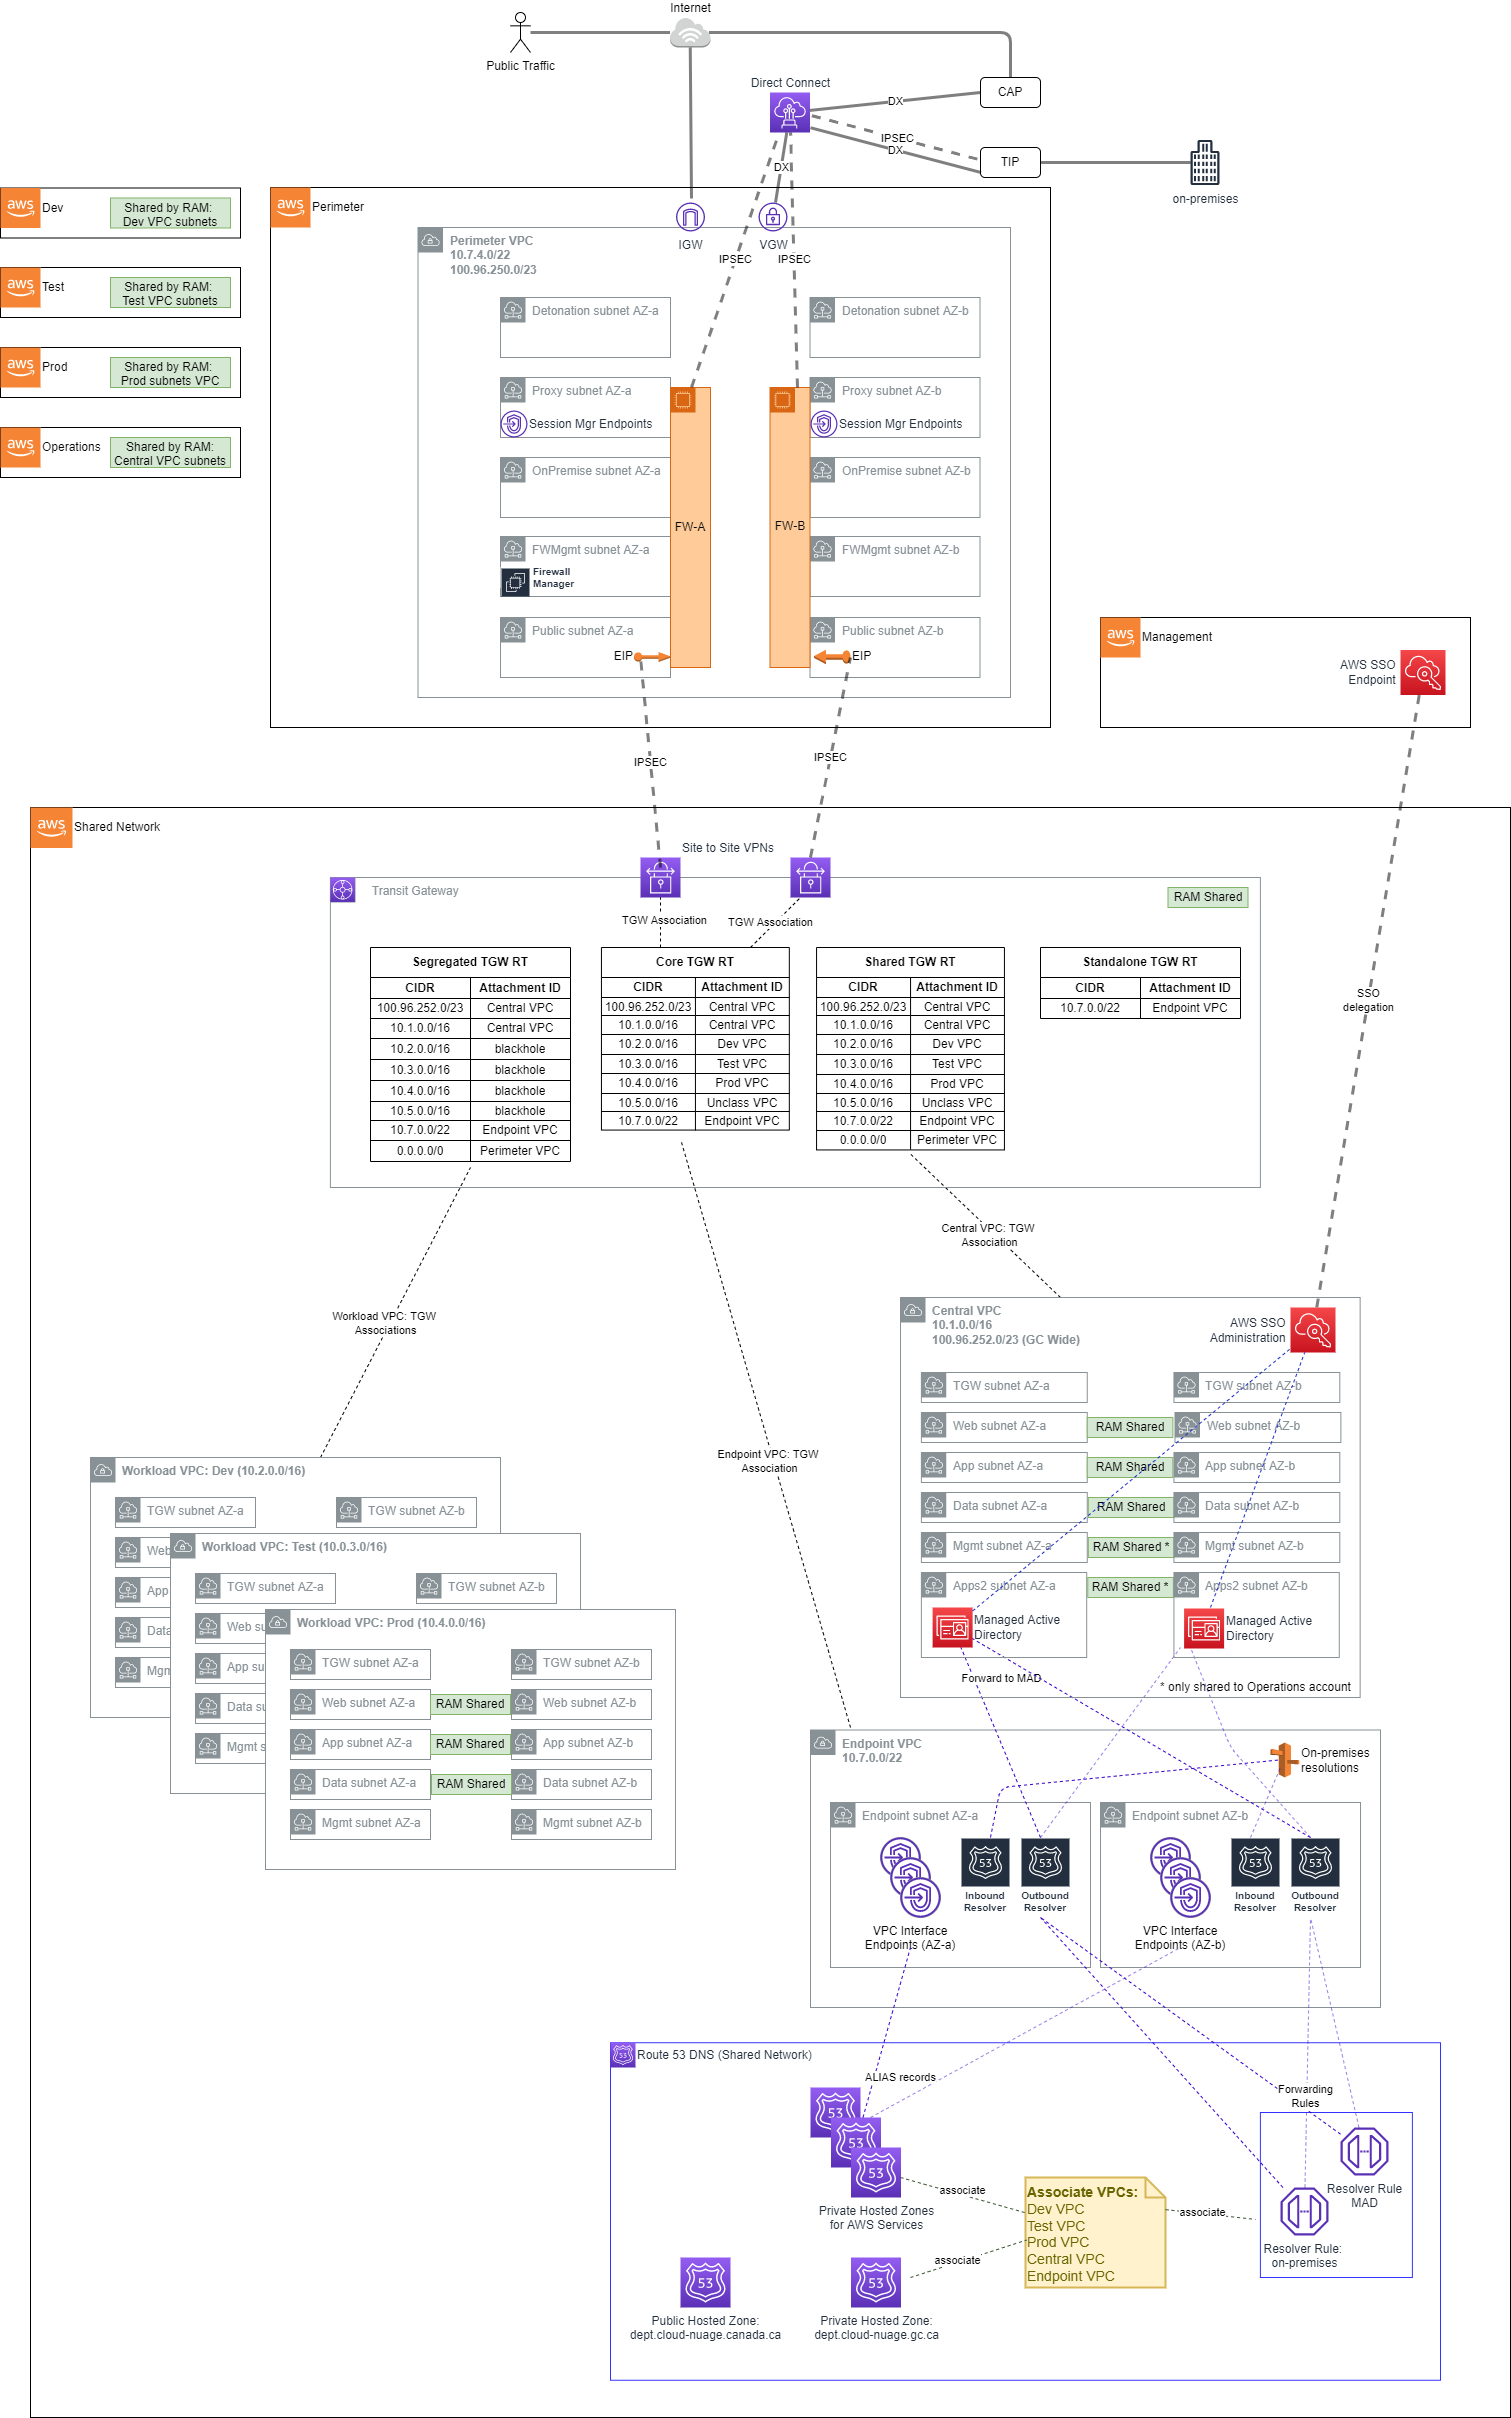 Internet
Public Traffic
Direct Connect
DX
CAP
IPSEC
DX
TIP
on-premises
DX
aws
Dev
Shared by RAM:
Dev VPC subnets
aws
Test
Shared by RAM:
Test VPC subnets
aws
Prod
Shared by RAM:
Prod subnets VPC
aws
Operations
Shared by RAM:
Central VPC subnets
aws
Perimeter
IGW
VGW
IPSEC
IPSEC
Perimeter VPC
10.7.4.0/22
100.96.250.0/23
Detonation subnet AZ-a
Detonation subnet AZ-b
Proxy subnet AZ-a
Session Mgr Endpoints
Proxy subnet AZ-b
Session Mgr Endpoints
OnPremise subnet AZ-a
OnPremise subnet AZ-b
FW-A
FW-B
FWMgmt subnet AZ-a
Firewall
Manager
FWMgmt subnet AZ-b
Public subnet AZ-a
EIP
Public subnet AZ-b
EIP
aws
Management
AWS SSO
Endpoint
IPSEC
IPSEC
aws
Shared Network
Site to Site VPNs
Transit Gateway
RAM Shared
TGW Association
TGW Association
Segregated TGW RT
CIDR Attachment ID
100.96.252.0/23 Central VPC
10.1.0.0/16 Central VPC
10.2.0.0/16 blackhole
10.3.0.0/16 blackhole
10.4.0.0/16 blackhole
10.5.0.0/16 blackhole
10.7.0.0/22 Endpoint VPC
0.0.0.0/0 Perimeter VPC
Core TGW RT
CIDR Attachment ID
100.96.252.0/23 Central VPC
10.1.0.0/16 Central VPC
10.2.0.0/16 Dev VPC
10.3.0.0/16 Test VPC
10.4.0.0/16 Prod VPC
10.5.0.0/16 Unclass VPC
10.7.0.0/22 Endpoint VPC
Shared TGW RT
CIDR Attachment ID
100.96.252.0/23 Central VPC
10.1.0.0/16 Central VPC
10.2.0.0/16 Dev VPC
10.3.0.0/16 Test VPC
10.4.0.0/16 Prod VPC
10.5.0.0/16 Unclass VPC
10.7.0.0/22 Endpoint VPC
0.0.0.0/0 Perimeter VPC
Standalone TGW RT
CIDR Attachment ID
10.7.0.0/22 Endpoint VPC
SSO
delegation
Central VPC: TGW
Association
Workload VPC: TGW
Associations
Endpoint VPC: TGW
Association
Central VPC
10.1.0.0/16
100.96.252.0/23 (GC Wide)
AWS SSO
Administration
TGW subnet AZ-a
TGW subnet AZ-b
Web subnet AZ-a
RAM Shared
Web subnet AZ-b
App subnet AZ-a
RAM Shared
App subnet AZ-b
Data subnet AZ-a
RAM Shared
Data subnet AZ-b
Mgmt subnet AZ-a
RAM Shared *
Mgmt subnet AZ-b
Apps2 subnet AZ-a
RAM Shared *
Apps2 subnet AZ-b
Managed Active
Directory
Managed Active
Directory
Forward to MAD
* only shared to Operations account
Workload VPC: Dev (10.2.0.0/16)
TGW subnet AZ-a
TGW subnet AZ-b
Web
App
Data
Mgm
Workload VPC: Test (10.0.3.0/16)
TGW subnet AZ-a
TGW subnet AZ-b
Web su
App su
Data su
Mgmt s
Workload VPC: Prod (10.4.0.0/16)
TGW subnet AZ-a
TGW subnet AZ-b
Web subnet AZ-a
RAM Shared
Web subnet AZ-b
App subnet AZ-a
RAM Shared
App subnet AZ-b
Data subnet AZ-a
RAM Shared
Data subnet AZ-b
Mgmt subnet AZ-a
Mgmt subnet AZ-b
Endpoint VPC
10.7.0.0/22
On-premises
resolutions
Endpoint subnet AZ-a
53
53
Inbound
Resolver
Outbound
Resolver
VPC Interface
Endpoints (AZ-a)
Endpoint subnet AZ-b
53
53
Inbound
Resolver
Outbound
Resolver
VPC Interface
Endpoints (AZ-b)
53
Route 53 DNS (Shared Network)
ALIAS records
53
53
53
Private Hosted Zones
for AWS Services
associate
Associate VPCs:
Dev VPC
Test VPC
Prod VPC
Central VPC
Endpoint VPC
associate
associate
Forwarding
Rules
Resolver Rule
MAD
Resolver Rule:
on-premises
53
Public Hosted Zone:
dept.cloud-nuage.canada.ca
53
Private Hosted Zone:
dept.cloud-nuage.gc.ca